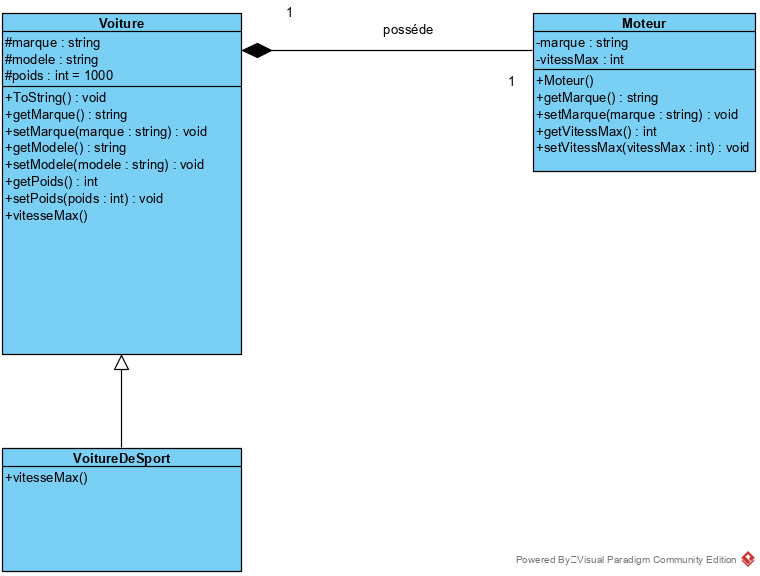 Voiture
#marque : string
#modele : string
#poids : int = 1000
+ToString() : void
+getMarque() : string
+setMarque(marque : string) : void
+getModele() : string
+setModele(modele : string) : void
+getPoids() : int
+setPoids(poids : int) : void
+vitesseMax()
1
posséde
1
Moteur
-marque : string
-vitessMax : int
+Moteur()
+getMarque() : string
+setMarque(marque : string) : void
+getVitessMax() : int
+setVitessMax(vitessMax : int) : void
VoitureDeSport
+vitesseMax()
Powered By Visual Paradigm Community Edition